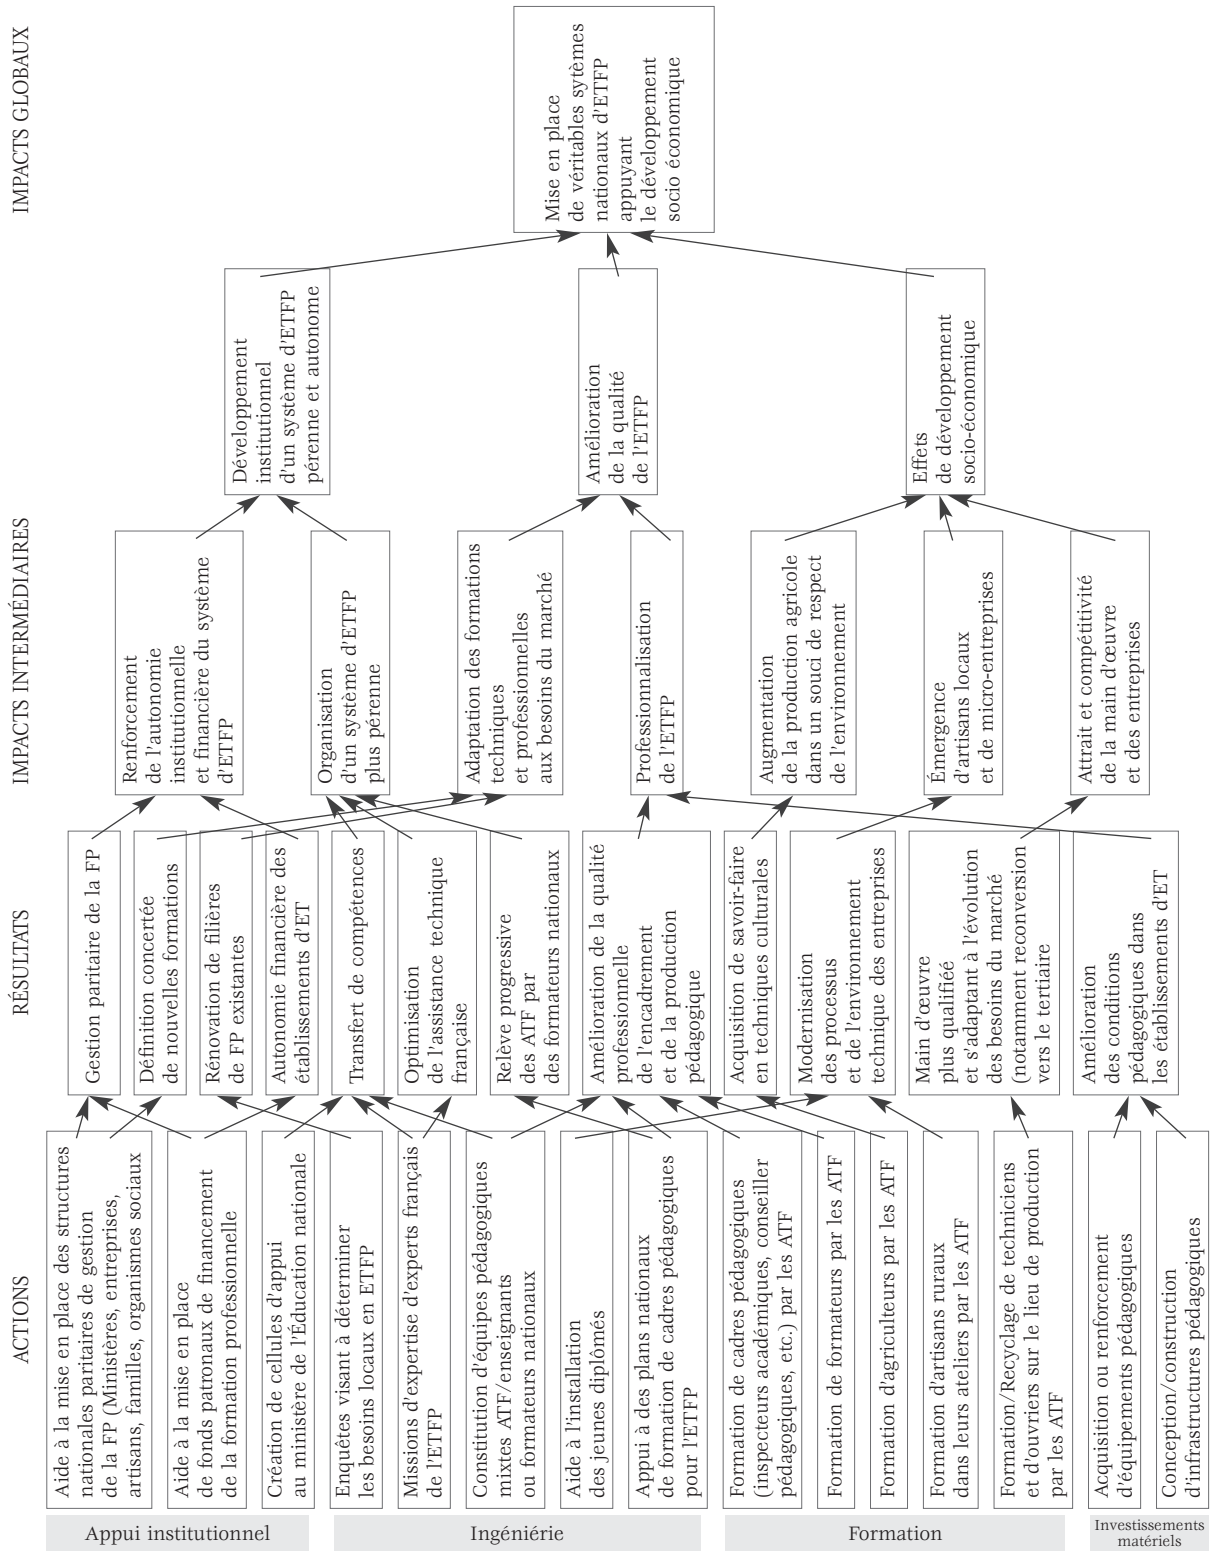 IMPACTS GLOBAUX
Mise en place
de véritables sytèmes
nationaux d'ETFP
appuyant
le développement
socio économique
Développement
institutionnel
d'un système d'ETFP
pérenne et autonome
Amélioration
de la qualité
de l'ETFP
Effets
de développement
socio-économique
IMPACTS INTERMÉDIAIRES
Renforcement
de l'autonomie
institutionnelle
et financière du système
d'ETFP
Organisation
d'un système d'ETFP
plus pérenne
Adaptation des formations
techniques
et professionnelles
aux besoins du marché
Professionnalisation
de l'ETFP
Augmentation
de la production agricole
dans un souci de respect
de l'environnement
Émergence
d'artisans locaux
et de micro-entreprises
Attrait et compétitivité
de la main d'œuvre
et des entreprises
RÉSULTATS
Gestion paritaire de la FP
Définition concertée
de nouvelles formations
Rénovation de filières
de FP existantes
Autonomie financière des
établissements d'ET
Transfert de compétences
Optimisation
de l'assistance technique
française
Relève progressive
des ATF par
des formateurs nationaux
Amélioration de la qualité
professionnelle
de l'encadrement
et de la production
pédagogique
Acquisition de savoir-faire
en techniques culturales
Modernisation
des processus
et de l'environnement
technique des entreprises
Main d'œuvre
plus qualifiéé
et s'adaptant à l'évolution
des besoins du marché
(notamment reconversion
vers le tertiaire
Amélioration
des conditions
pédagogiques dans
les établissements d'ET
ACTIONS
Aide à la mise en place des structures
nationales paritaires de gestion
de la FP (Ministères, entreprises,
artisans, familles, organismes sociaux
Aide à la mise en place
de fonds patronaux de financement
de la formation professionnelle
Création de cellules d'appui
au ministère de l'Éducation nationale
Enquêtes visant à déterminer
les besoins locaux en ETFP
Missions d'expertise d'experts français
de l'ETFP
Constitution d'équipes pédagogiques
mixtes ATF/enseignants
ou formateurs nationaux
Aide à l'installation
des jeunes diplômés
Appui à des plans nationaux
de formation de cadres pédagogiques
pour l'ETFP
Formation de cadres pédagogiques
(inspecteurs académiques, conseiller
pédagogiques, etc.) par les ATF
Formation de formateurs par les ATF
Formation d'agriculteurs par les ATF
Formation d'artisans ruraux
dans leurs ateliers par les ATF
Formation/Recyclage de techniciens
et d'ouvriers sur le lieu de production
par les ATF
Acquisition ou renforcement
d'équipements pédagogiques
Conception/construction
d'infrastructures pédagogiques
Appui institutionnel
Ingéniérie
Formation
Investissements
matériels